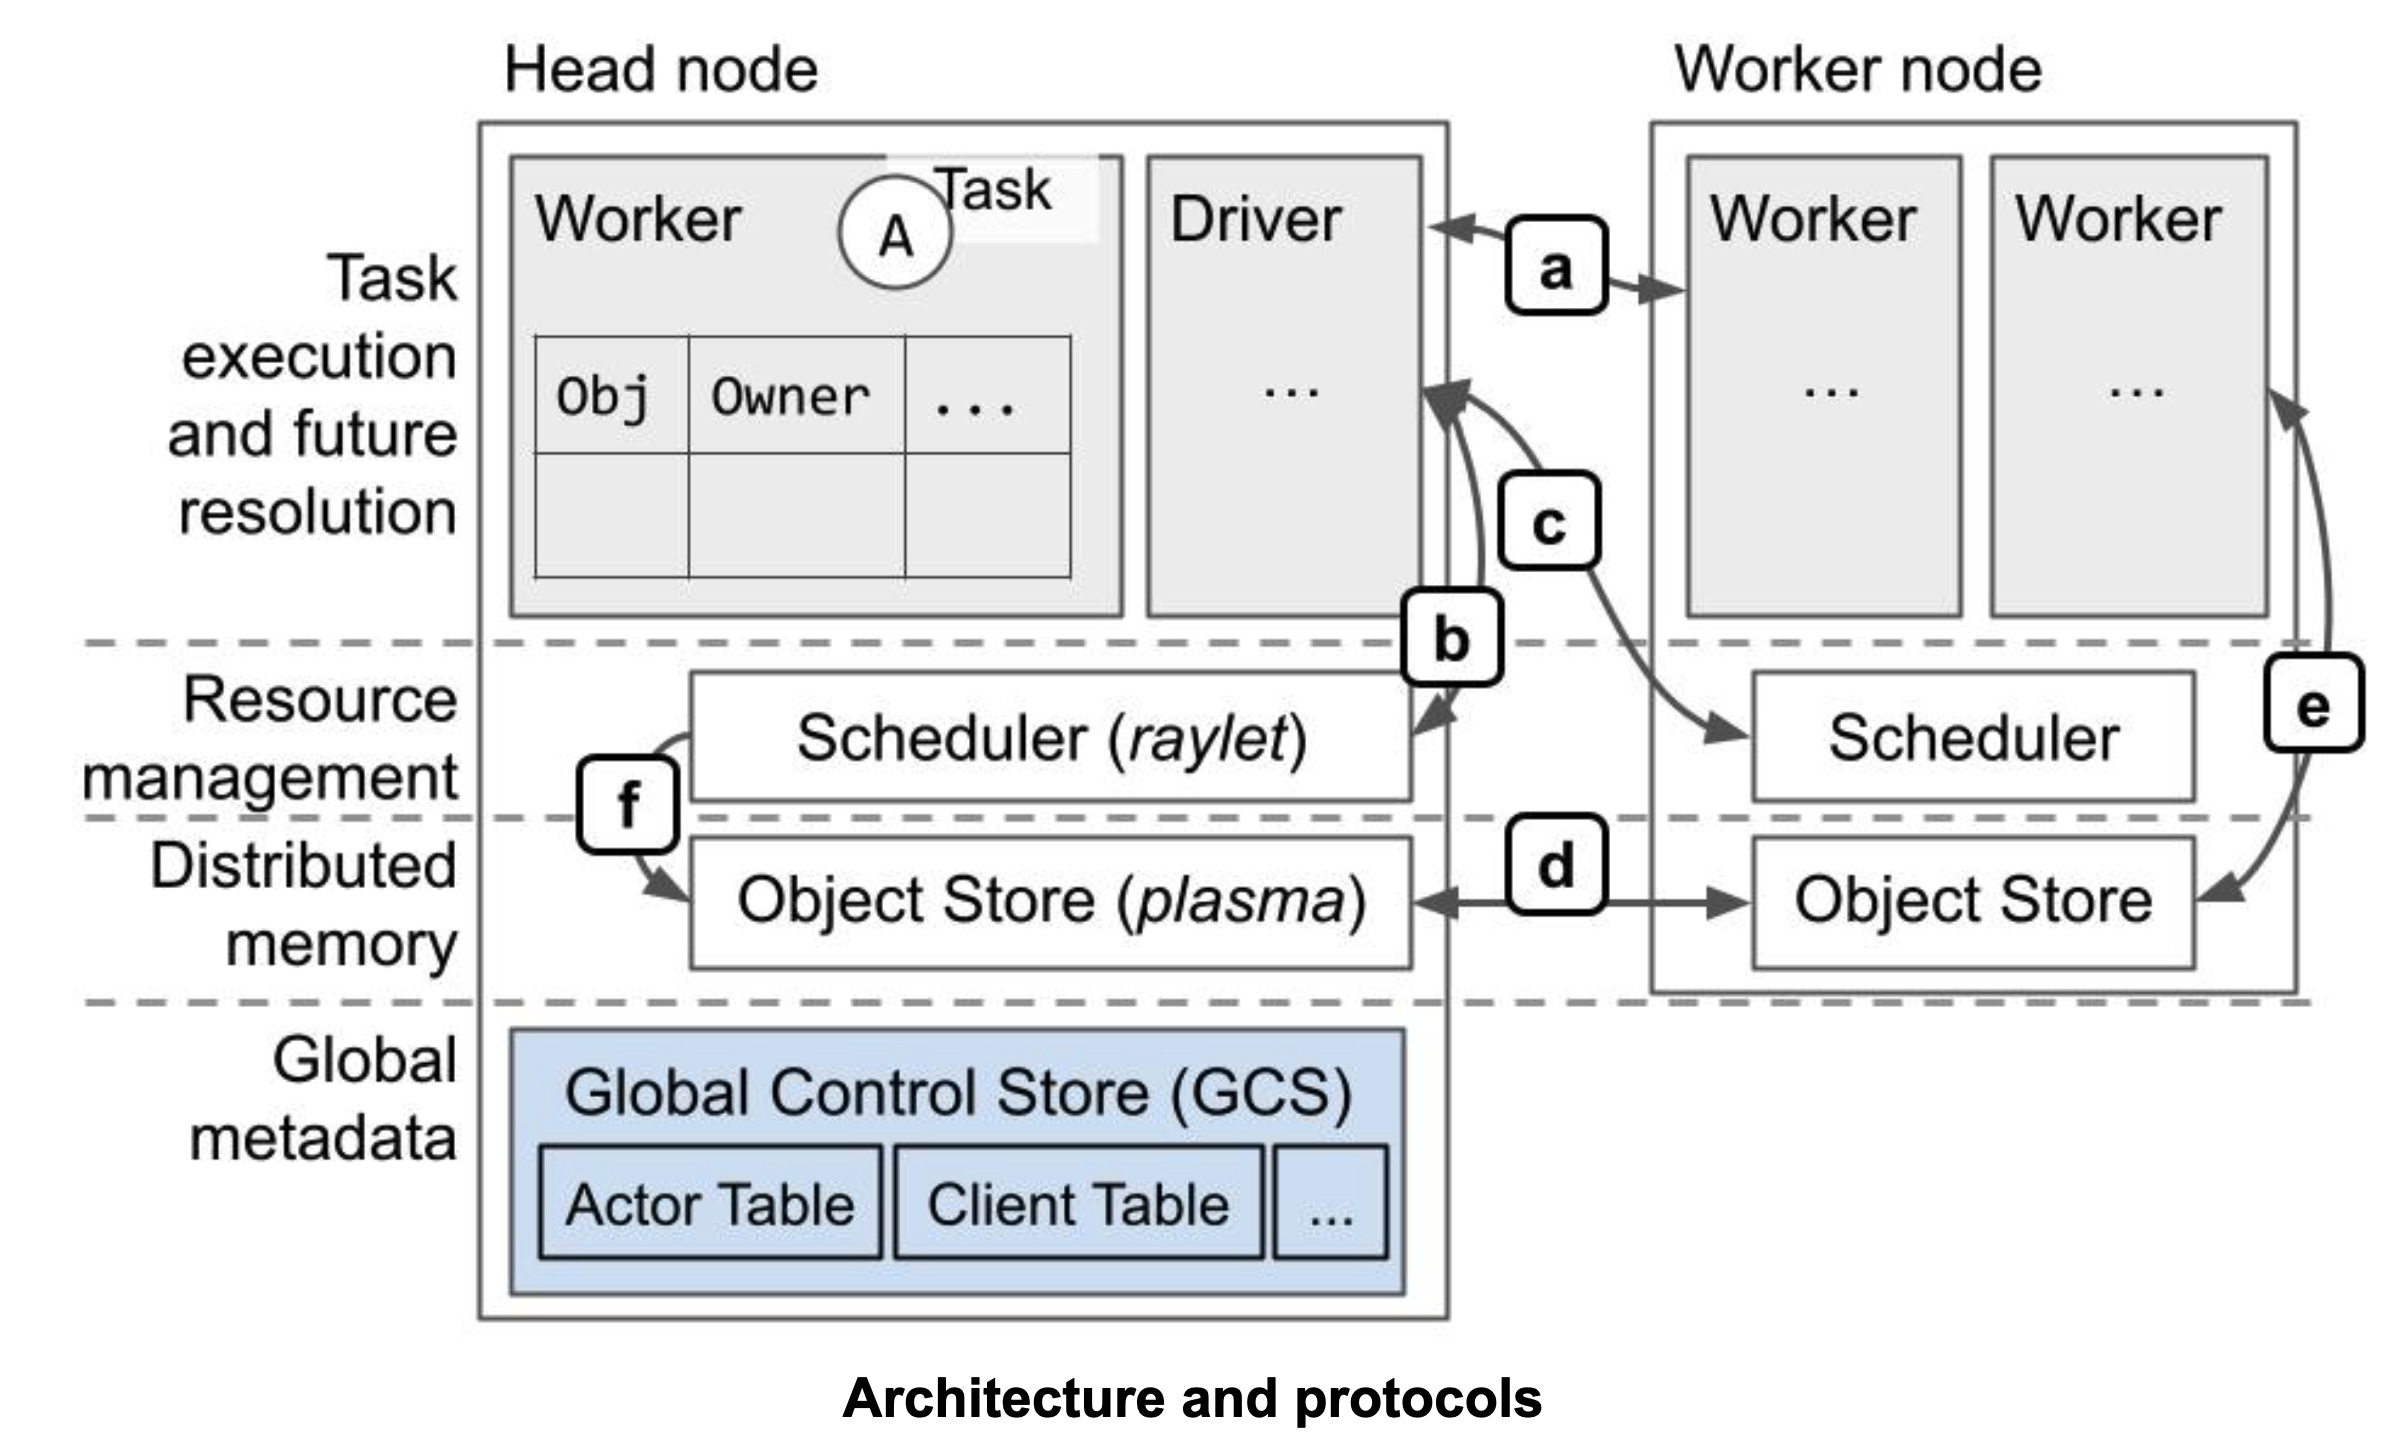 Head node
Worker node
Task
execution
and future
resolution
Worker
A
Task
Obj
Owner
...
Driver
...
a
Worker
...
Worker
...
c
b
e
Resource
management
Scheduler (raylet)
Scheduler
f
Distributed
memory
Object Store (plasma)
d
Object Store
Global
metadata
Global Control Store (GCS)
Actor Table
Client Table
...
Architecture and protocols